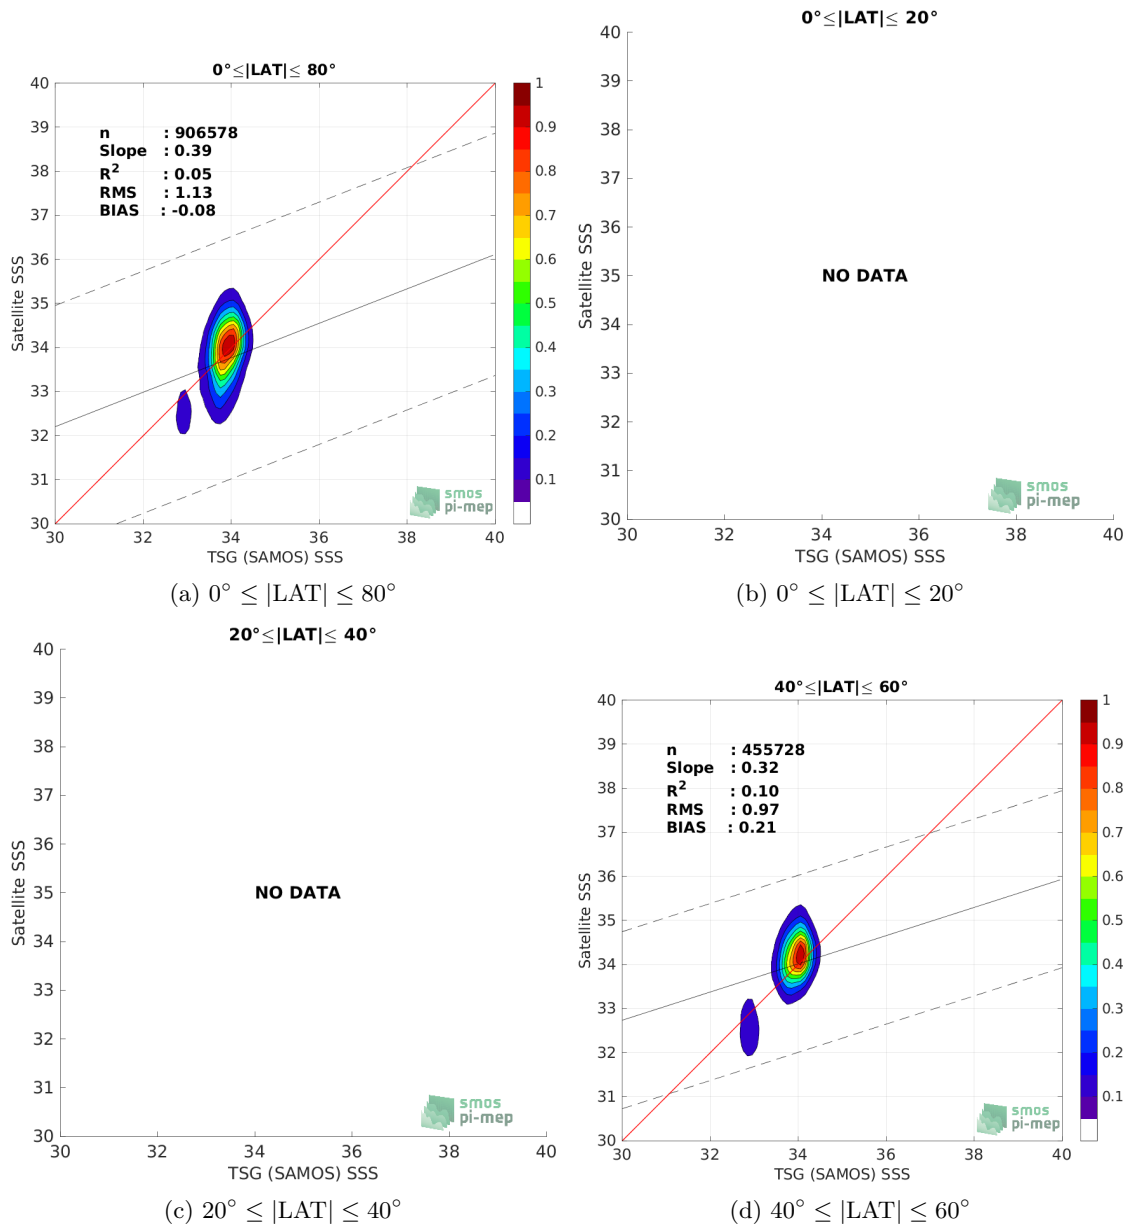 0°≤|LAT|≤ 80°
n : 906578
Slope : 0.39
R² : 0.05
RMS : 1.13
BIAS : -0.08
40
39
38
37
36
35
34
33
32
31
30
Satellite SSS
30 32 34 36 38 40
TSG (SAMOS) SSS
1
0.9
0.8
0.7
0.6
0.5
0.4
0.3
0.2
0.1
smos
pi-mep
(a) 0° ≤ |LAT| ≤ 80°
0°≤|LAT|≤ 20°
40
39
38
37
36
35
34
33
32
31
30
Satellite SSS
NO DATA
smos
pi-mep
30 32 34 36 38 40
TSG (SAMOS) SSS
(b) 0° ≤ |LAT| ≤ 20°
20°≤|LAT|≤ 40°
40
39
38
37
36
35
34
33
32
31
30
Satellite SSS
NO DATA
smos
pi-mep
30 32 34 36 38 40
TSG (SAMOS) SSS
(c) 20° ≤ |LAT| ≤ 40°
40°≤|LAT|≤ 60°
n : 455728
Slope : 0.32
R² : 0.10
RMS : 0.97
BIAS : 0.21
40
39
38
37
36
35
34
33
32
31
30
Satellite SSS
30 32 34 36 38 40
TSG (SAMOS) SSS
1
0.9
0.8
0.7
0.6
0.5
0.4
0.3
0.2
0.1
smos
pi-mep
(d) 40° ≤ |LAT| ≤ 60°